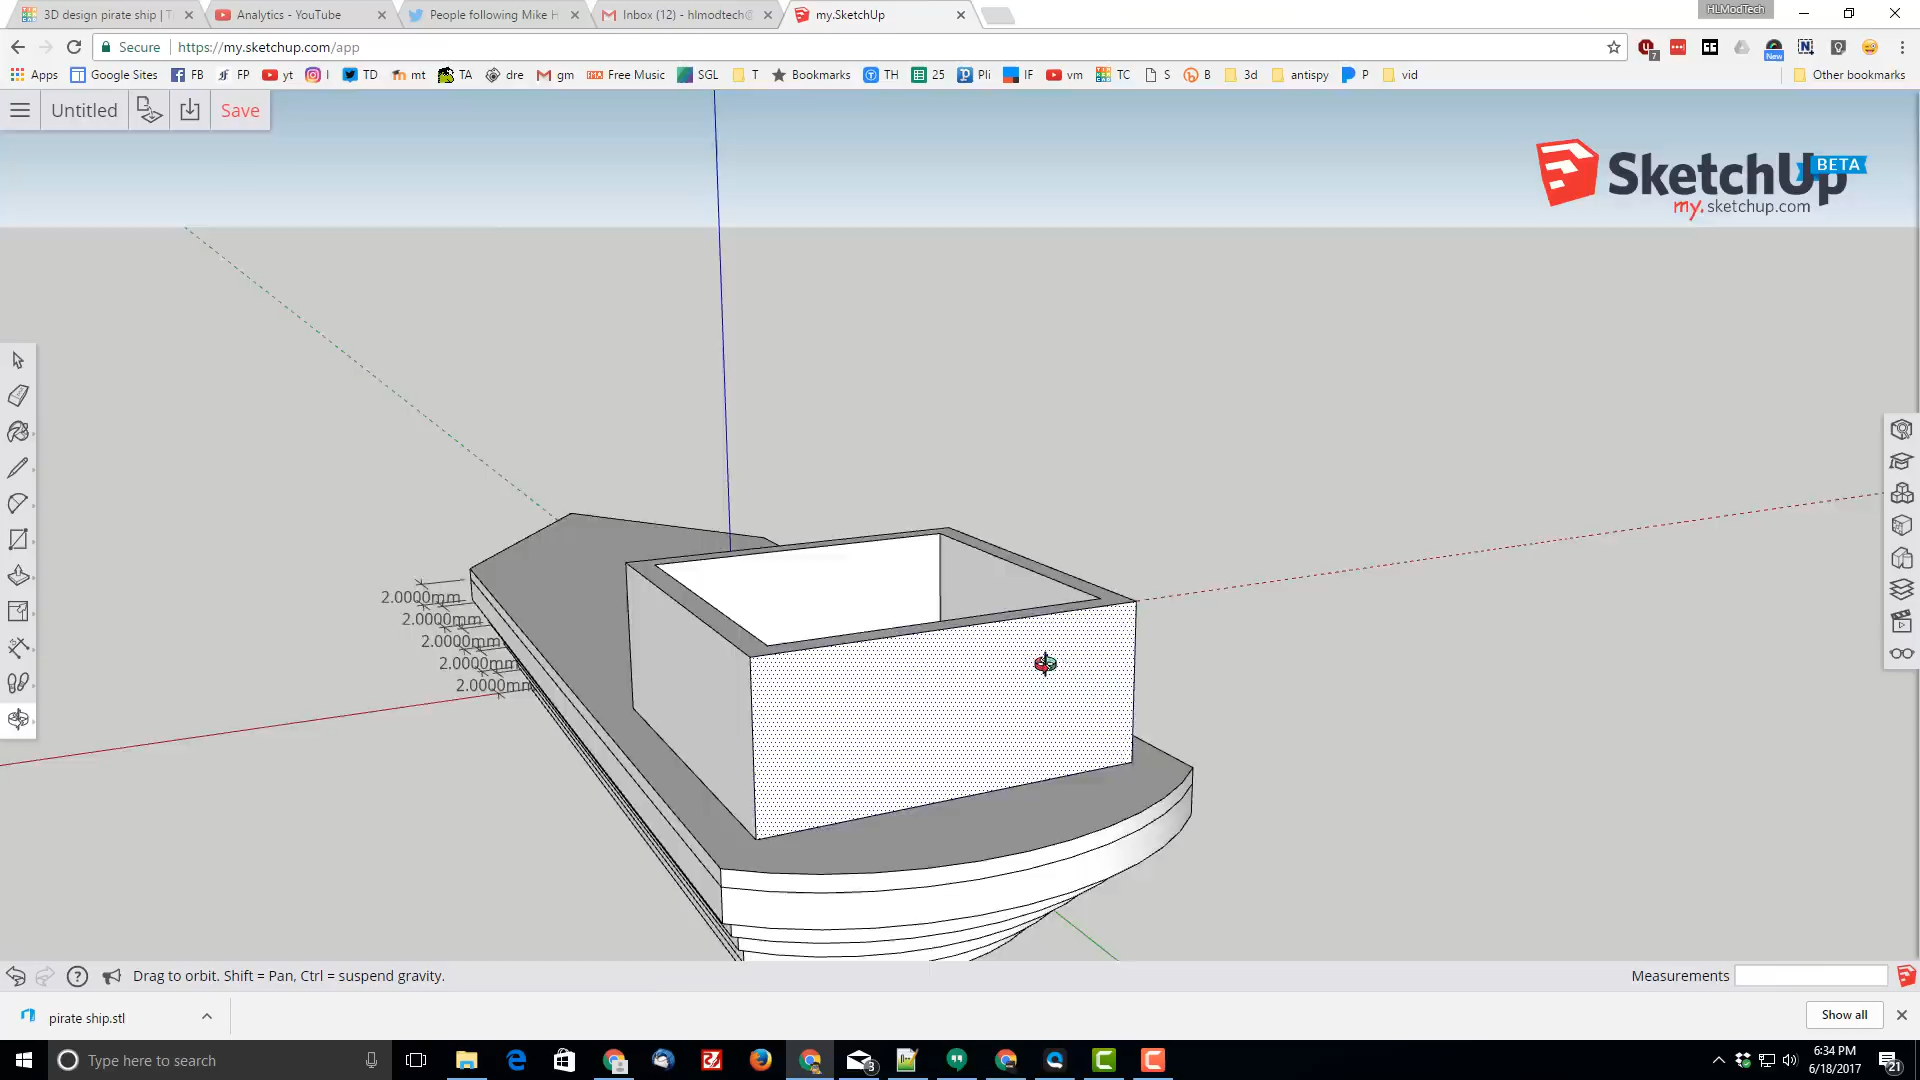 3D design pirate ship | T
Analytics - YouTube
People following Mike H
Inbox (12) - hlmodtech@
my.SketchUp
HLModTech
Secure
https://my.sketchup.com/app
7
New
Apps
Google Sites
FB
FP
yt
I
TD
mt
TA
dre
gm
Free Music
SGL
T
Bookmarks
TH
25
Pli
IF
vm
TC
S
B
3d
antispy
P
vid
Other bookmarks
Untitled
Save
SketchUp
BETA
my.sketchup.com
2.0000mm
2.0000mm
2.0000mm
2.0000mm
2.0000mm
Drag to orbit. Shift = Pan, Ctrl = suspend gravity.
Measurements
pirate ship.stl
Show all
Type here to search
3
6:34 PM
6/18/2017
21